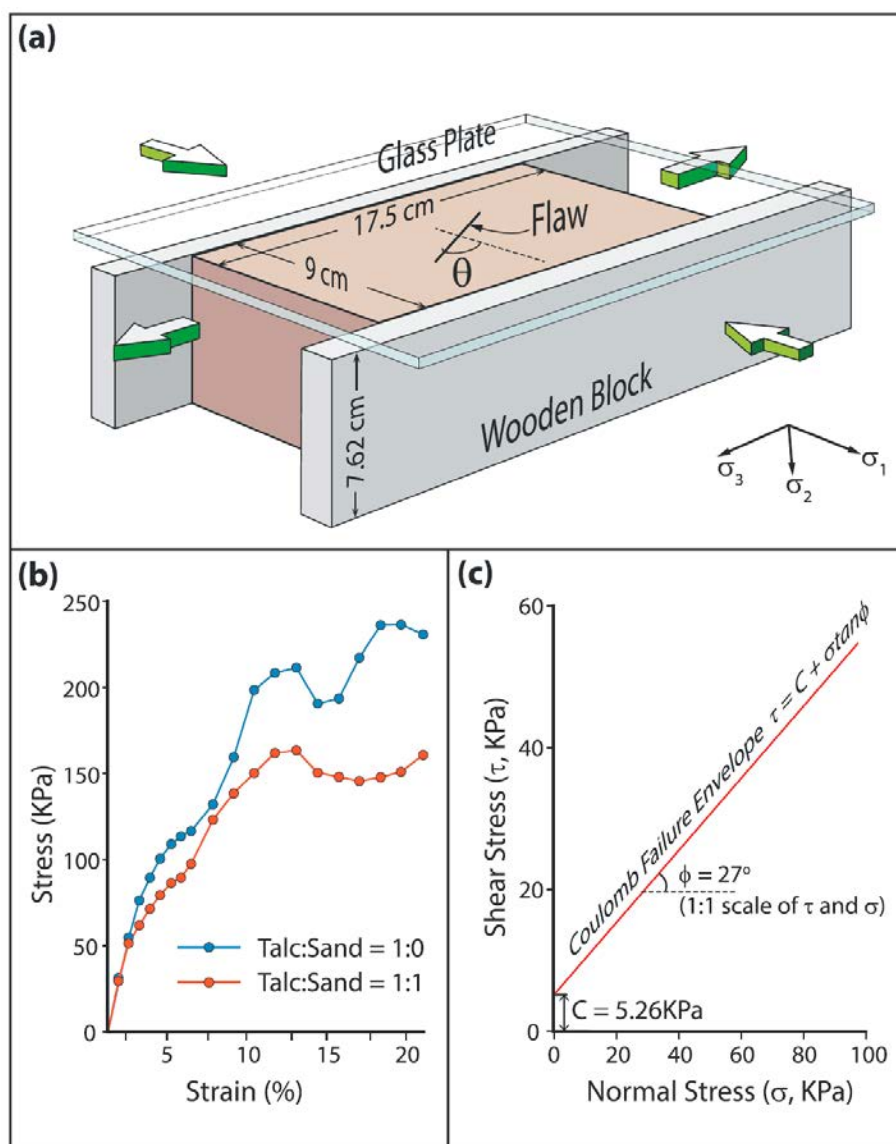 (a)
Glass Plate
17.5 cm
Flaw
9 cm
θ
7.62 cm
Wooden Block
σ3
σ2
σ1
(b)
250
200
150
100
50
0
Stress (KPa)
Talc:Sand = 1:0
Talc:Sand = 1:1
5
10
15
20
Strain (%)
(c)
60
40
20
0
Shear Stress (τ, KPa)
Coulomb Failure Envelope τ = C + σtanϕ
ϕ = 27o
(1:1 scale of τ and σ)
C = 5.26KPa
0
20
40
60
80
100
Normal Stress (σ, KPa)